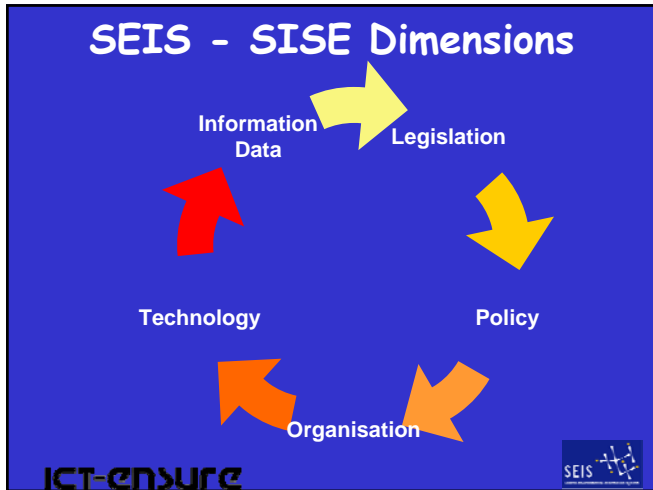 SEIS - SISE Dimensions
Information
Data
Legislation
Technology
Policy
Organisation
ICT-ensure
SEIS